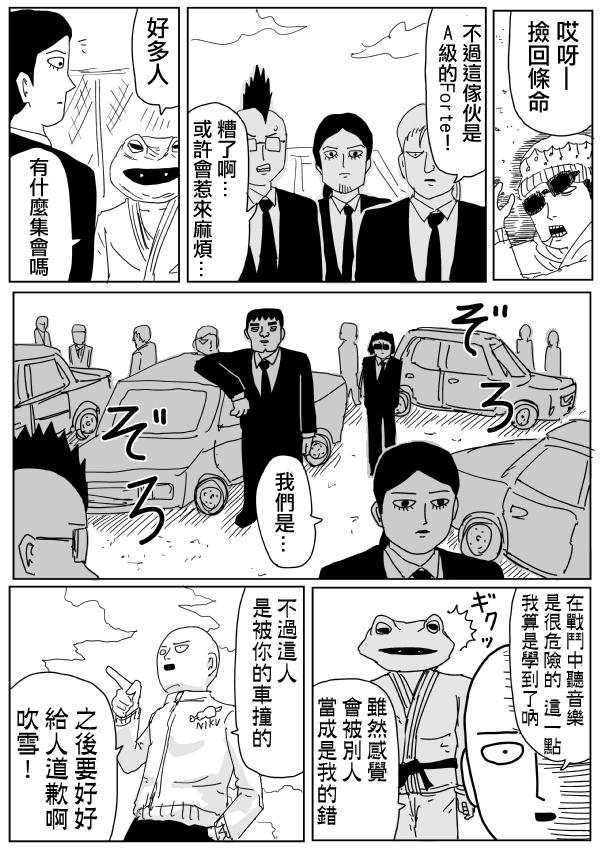 哎呀ー
撿回條命
不過這傢伙是
A級的Forte！
糟了啊…
或許會惹來麻煩…
好多人
有什麼集會嗎
ぞろ
ぞろ
我們是…
在戰鬥中聽音樂
是很危險的 這一點
我算是學到了吶
ギクッ
雖然感覺
會被別人
當成是我的錯
不過這人
是被你的車撞的
NIKU
之後要好好
給人道歉啊
吹雪！